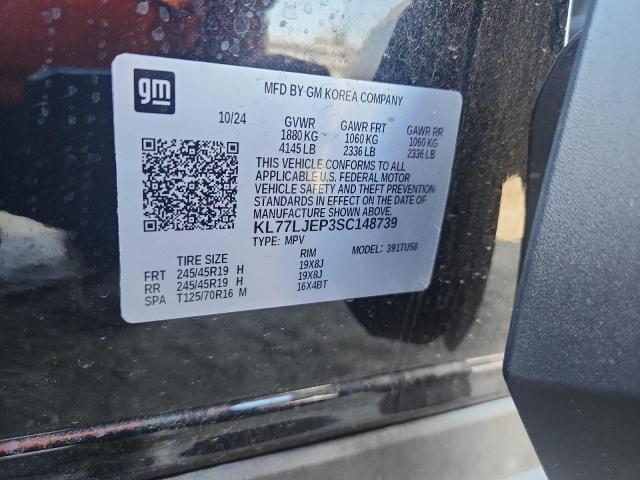 gm
MFD BY GM KOREA COMPANY
10/24 GVWR GAWR FRT GAWR RR
1880 KG 1060 KG 1060 KG
4145 LB 2336 LB 2336 LB
THIS VEHICLE CONFORMS TO ALL
APPLICABLE U.S. FEDERAL MOTOR
VEHICLE SAFETY AND THEFT PREVENTION
STANDARDS IN EFFECT ON THE DATE OF
MANUFACTURE SHOWN ABOVE.
KL77LJEP3SC148739
TYPE: MPV MODEL: 391TU58
TIRE SIZE RIM
FRT 245/45R19 H 19X8J
RR 245/45R19 H 19X8J
SPA T125/70R16 M 16X4BT